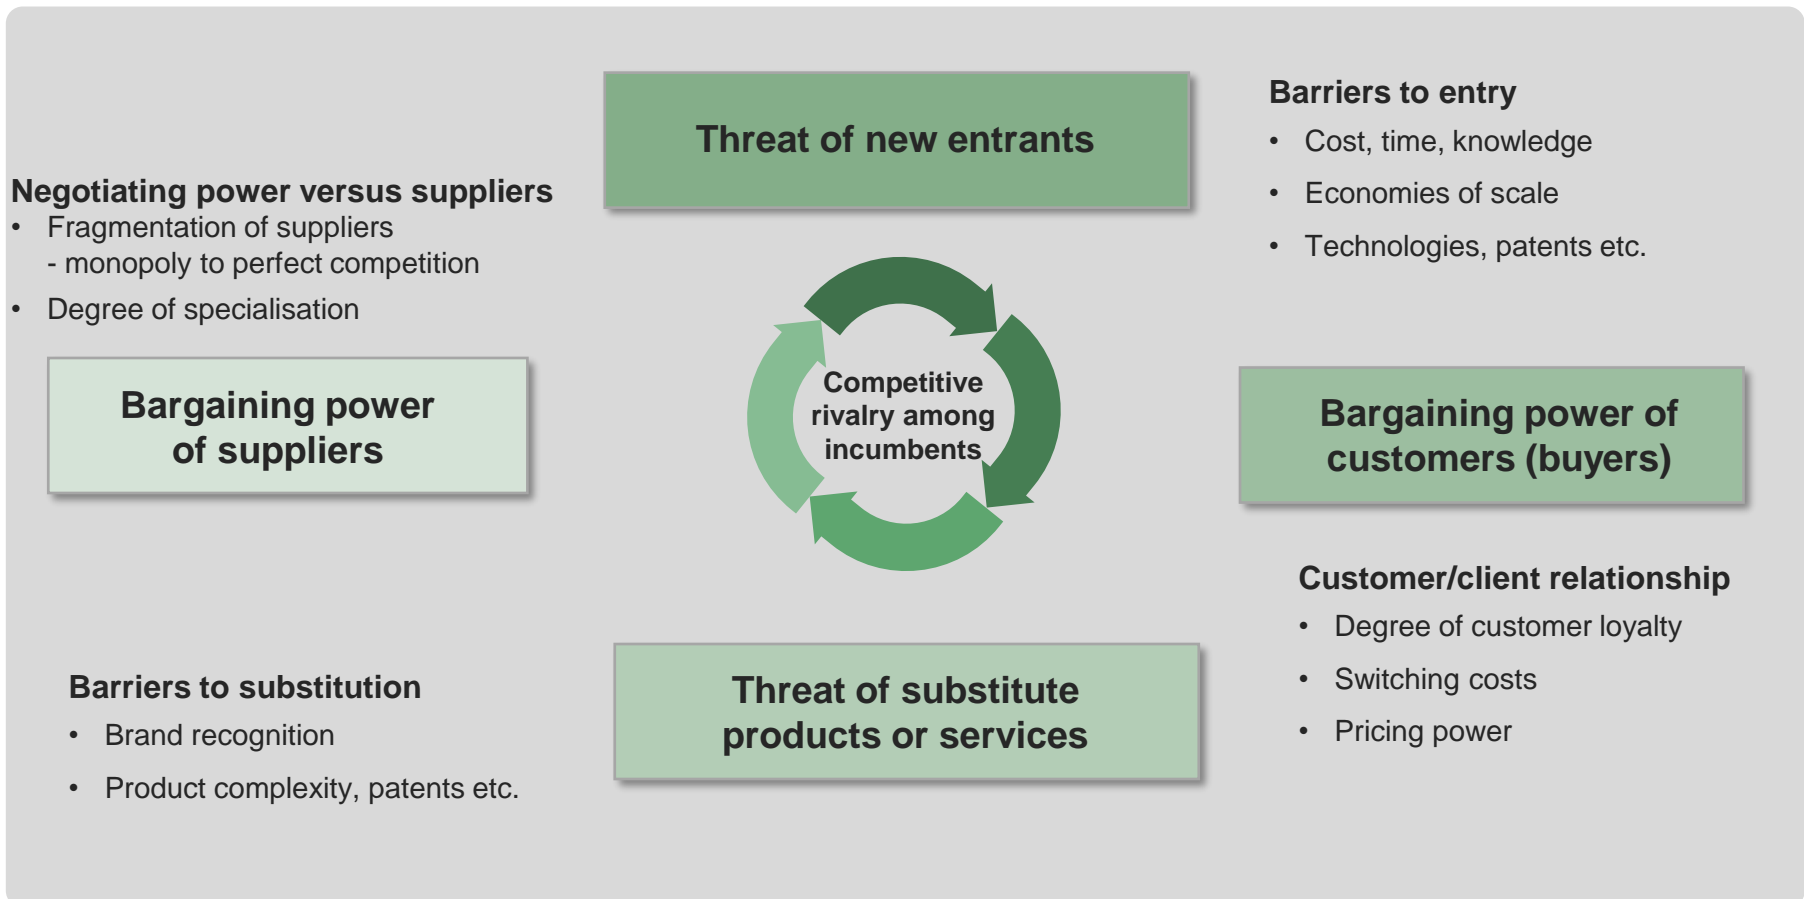 Threat of new entrants
Barriers to entry
• Cost, time, knowledge
• Economies of scale
• Technologies, patents etc.
Negotiating power versus suppliers
• Fragmentation of suppliers
- monopoly to perfect competition
• Degree of specialisation
Bargaining power
of suppliers
Competitive
rivalry among
incumbents
Bargaining power of
customers (buyers)
Customer/client relationship
• Degree of customer loyalty
• Switching costs
• Pricing power
Threat of substitute
products or services
Barriers to substitution
• Brand recognition
• Product complexity, patents etc.